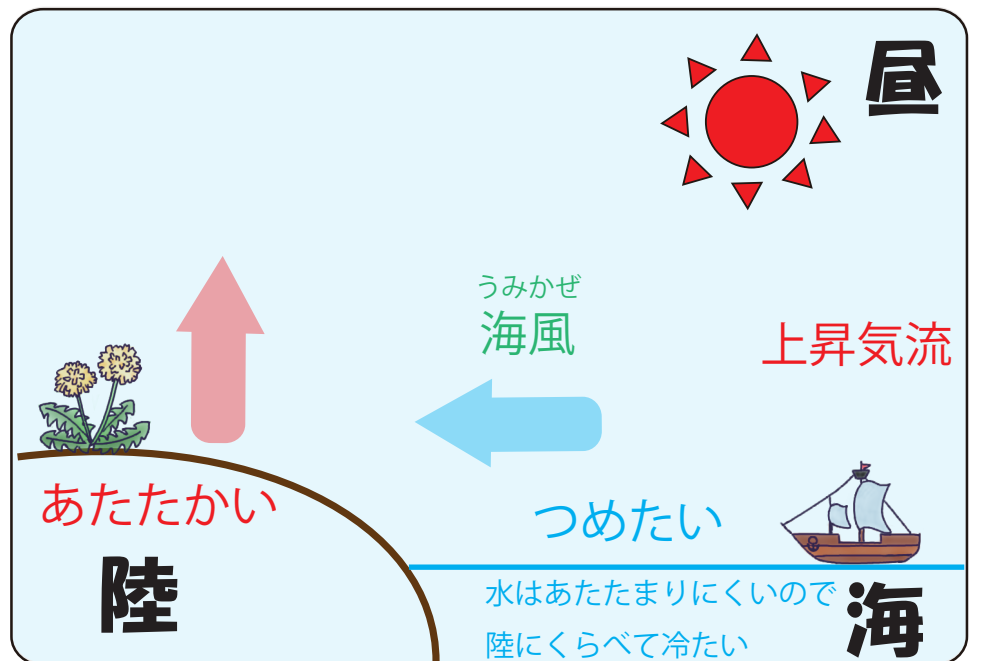 昼
うみかぜ
海風
上昇気流
あたたかい
つめたい
陸
海
水はあたたまりにくいので
陸にくらべて冷たい